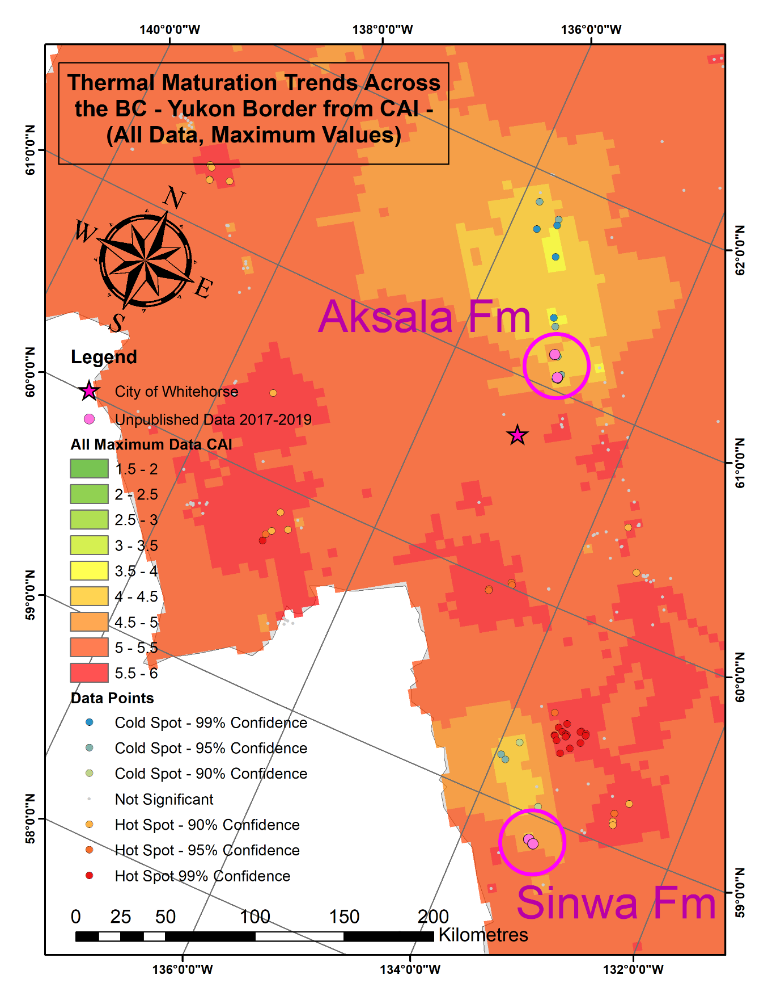 140°0'0"W
138°0'0"W
136°0'0"W
Thermal Maturation Trends Across
the BC - Yukon Border from CAI -
(All Data, Maximum Values)
61°0'0"N
60°0'0"N
59°0'0"N
58°0'0"N
62°0'0"N
61°0'0"N
60°0'0"N
59°0'0"N
N
W
E
S
Aksala Fm
Legend
City of Whitehorse
Unpublished Data 2017-2019
All Maximum Data CAI
1.5 - 2
2 - 2.5
2.5 - 3
3 - 3.5
3.5 - 4
4 - 4.5
4.5 - 5
5 - 5.5
5.5 - 6
Data Points
Cold Spot - 99% Confidence
Cold Spot - 95% Confidence
Cold Spot - 90% Confidence
Not Significant
Hot Spot - 90% Confidence
Hot Spot - 95% Confidence
Hot Spot 99% Confidence
Sinwa Fm
0 25 50 100 150 200
Kilometres
136°0'0"W
134°0'0"W
132°0'0"W